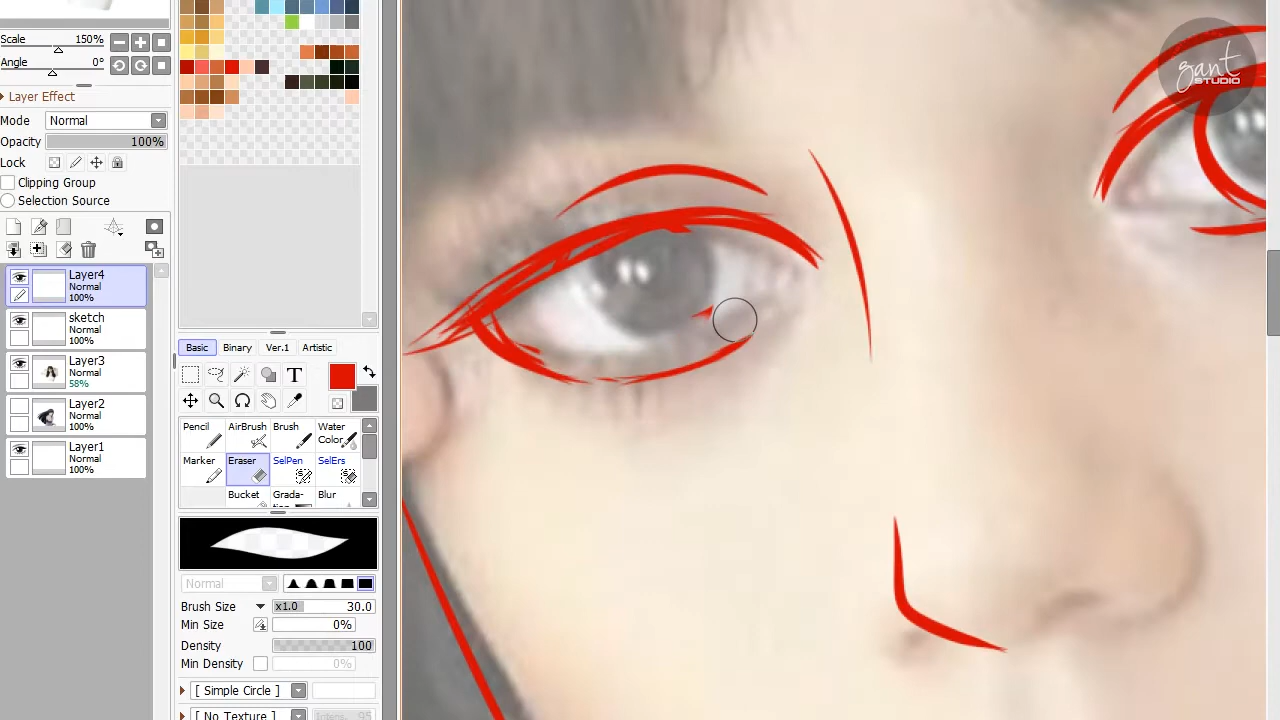 Scale 150%
Angle 0°
Layer Effect
Mode Normal
Opacity 100%
Lock
Clipping Group
Selection Source
Layer4
Normal
100%
sketch
Normal
100%
Layer3
Normal
58%
Layer2
Normal
100%
Layer1
Normal
100%
Basic Binary Ver.1 Artistic
T
Pencil AirBrush Brush Water
Color
Marker Eraser SelPen SelErs
Bucket Grada-
tion Blur
Normal
Brush Size x1.0 30.0
Min Size 0%
Density 100
Min Density 0%
[ Simple Circle ]
[ No Texture ] Intens. 95
gant
STUDIO